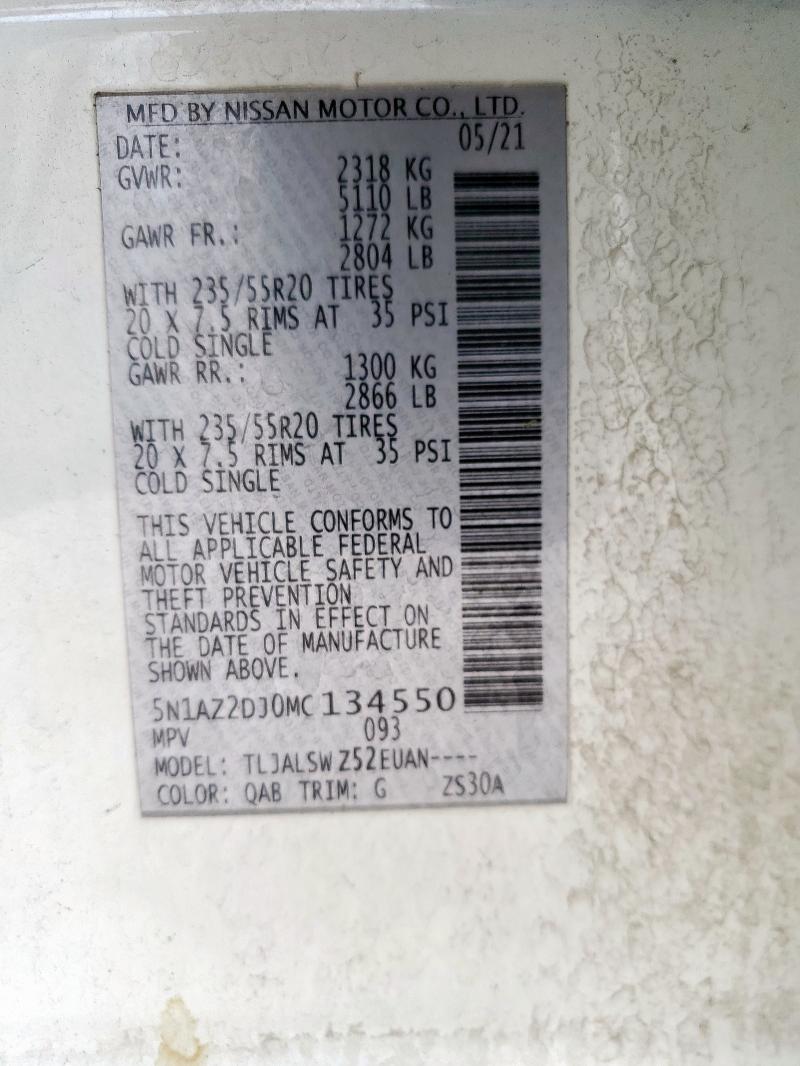 MFD BY NISSAN MOTOR CO., LTD.
DATE: 05/21
GVWR: 2318 KG
5110 LB
GAWR FR.: 1272 KG
2804 LB
WITH 235/55R20 TIRES
20 X 7.5 RIMS AT 35 PSI
COLD SINGLE
GAWR RR.: 1300 KG
2866 LB
WITH 235/55R20 TIRES
20 X 7.5 RIMS AT 35 PSI
COLD SINGLE
THIS VEHICLE CONFORMS TO
ALL APPLICABLE FEDERAL
MOTOR VEHICLE SAFETY AND
THEFT PREVENTION
STANDARDS IN EFFECT ON
THE DATE OF MANUFACTURE
SHOWN ABOVE.
5N1AZ2DJ0MC134550
MPV 093
MODEL: TLJALSWZ52EUAN----
COLOR: QAB TRIM: G ZS30A